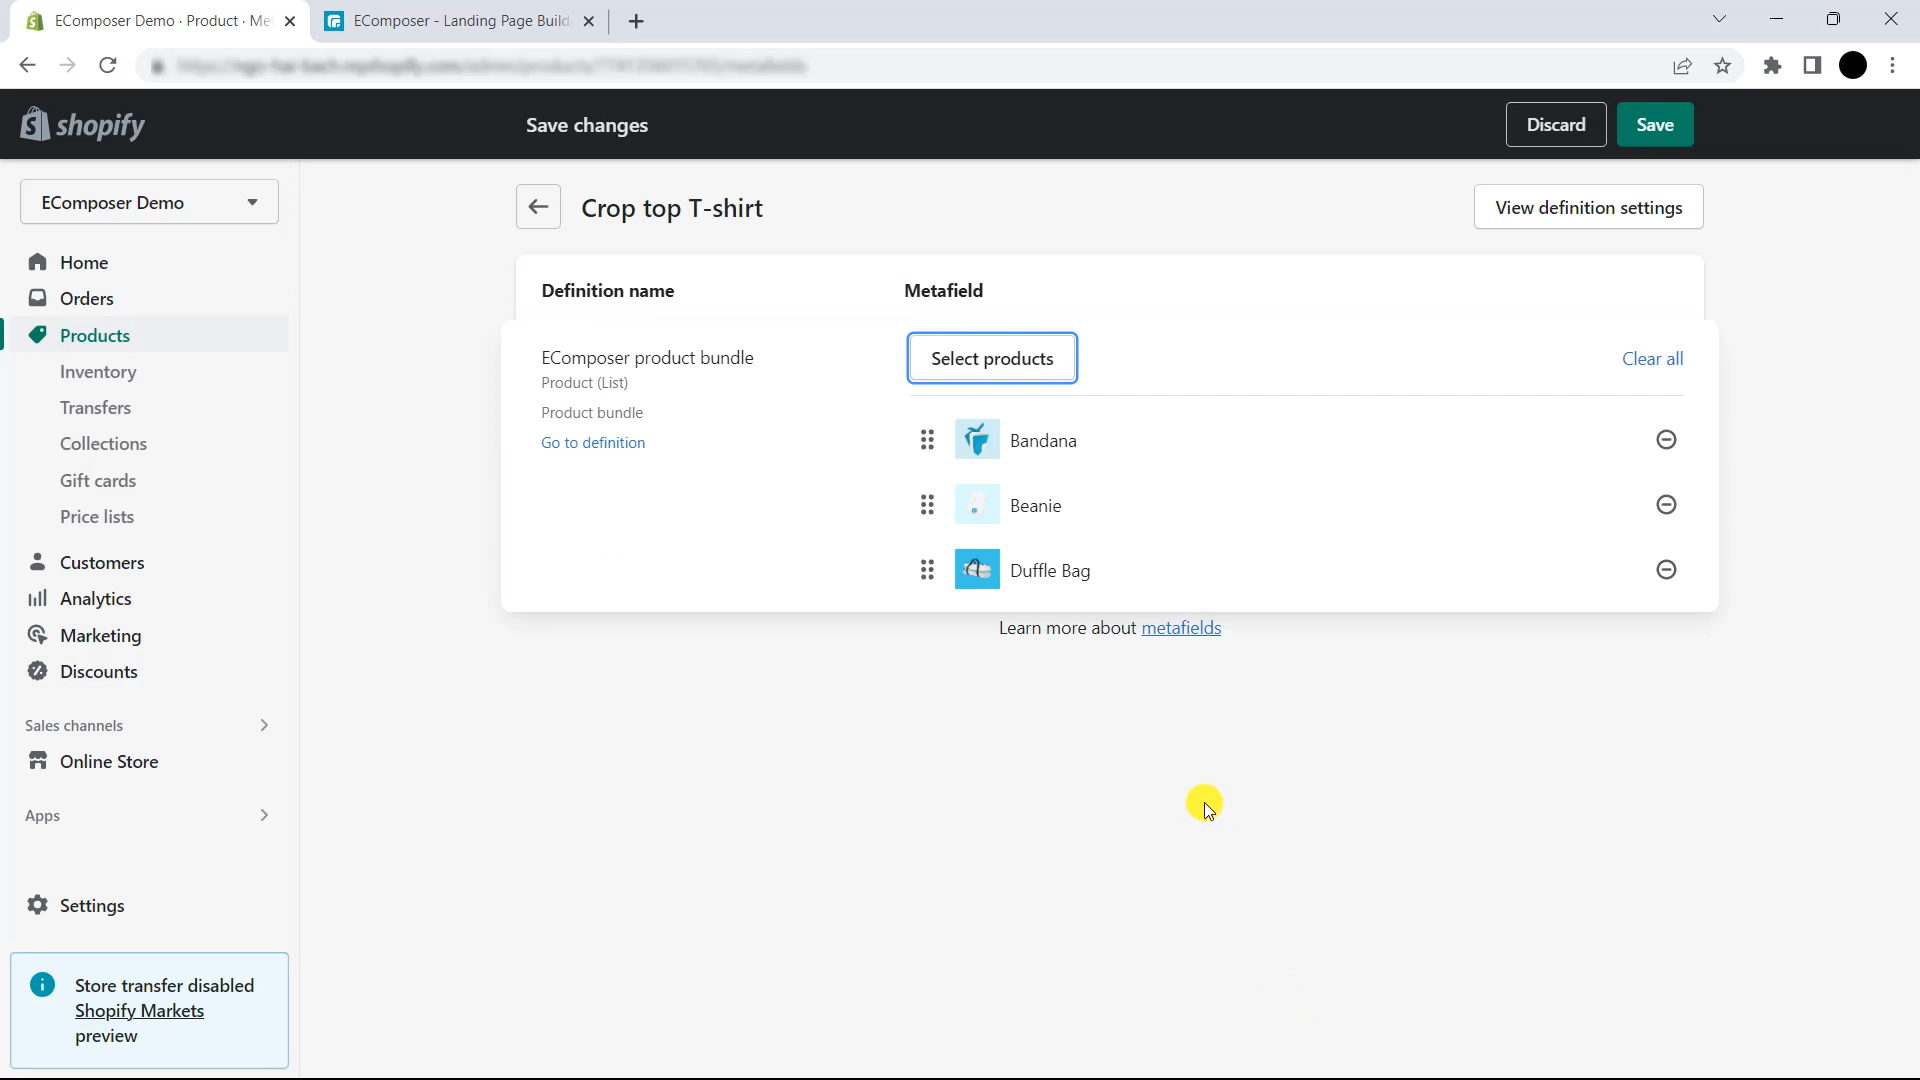 EComposer Demo · Product · Me
EComposer - Landing Page Build
shopify
Save changes
Discard
Save
EComposer Demo
Crop top T-shirt
View definition settings
Home
Orders
Products
Inventory
Transfers
Collections
Gift cards
Price lists
Customers
Analytics
Marketing
Discounts
Sales channels
Online Store
Apps
Settings
Store transfer disabled
Shopify Markets
preview
Definition name
Metafield
EComposer product bundle
Product (List)
Product bundle
Go to definition
Select products
Clear all
Bandana
Beanie
Duffle Bag
Learn more about metafields